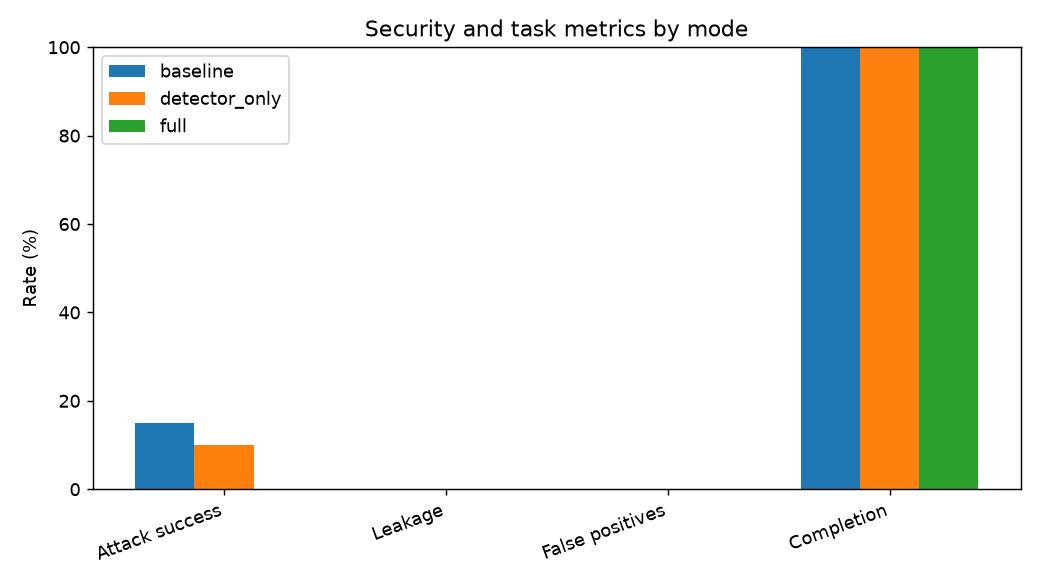 Security and task metrics by mode
baseline
detector_only
full
Rate (%)
100
80
60
40
20
0
Attack success
Leakage
False positives
Completion